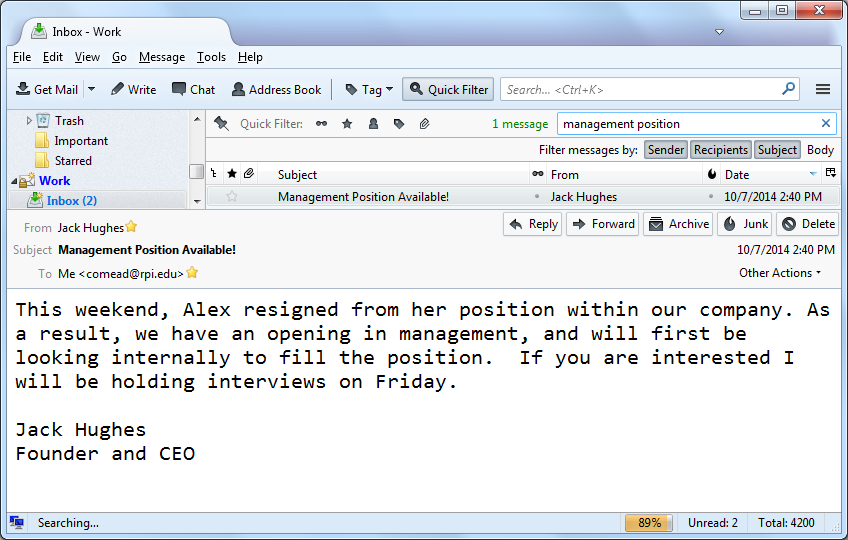 Inbox - Work
File Edit View Go Message Tools Help
Get Mail Write Chat Address Book Tag Quick Filter Search... <Ctrl+K>
Trash
Important
Starred
Work
Inbox (2)
Quick Filter: 1 message management position
Filter messages by: Sender Recipients Subject Body
Subject From Date
Management Position Available! Jack Hughes 10/7/2014 2:40 PM
From Jack Hughes Reply Forward Archive Junk Delete
Subject Management Position Available! 10/7/2014 2:40 PM
To Me <comead@rpi.edu> Other Actions
This weekend, Alex resigned from her position within our company. As
a result, we have an opening in management, and will first be
looking internally to fill the position.  If you are interested I
will be holding interviews on Friday.
Jack Hughes
Founder and CEO
Searching... 89% Unread: 2 Total: 4200